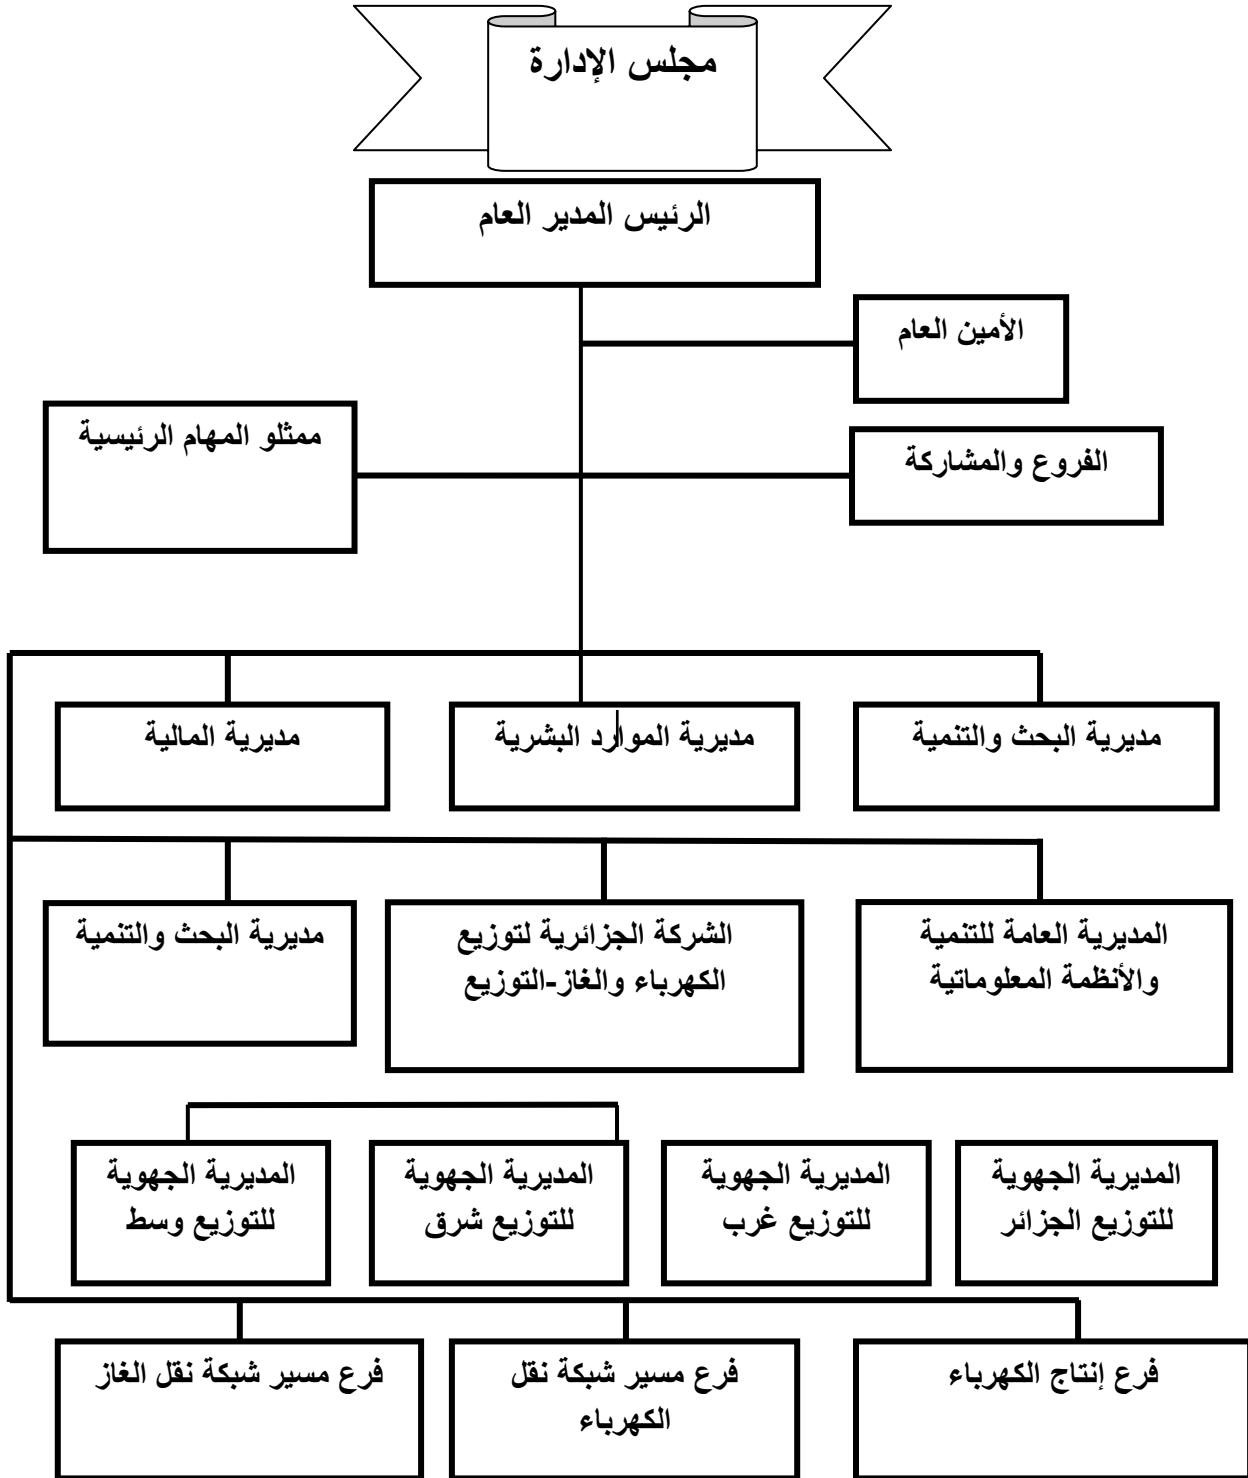 مجلس الإدارة
الرئيس المدير العام
الأمين العام
ممثلو المهام الرئيسية
الفروع والمشاركة
مديرية البحث والتنمية
مديرية الموارد البشرية
مديرية المالية
المديرية العامة للتنمية
والأنظمة المعلوماتية
الشركة الجزائرية لتوزيع
الكهرباء والغاز-التوزيع
مديرية البحث والتنمية
المديرية الجهوية
للتوزيع الجزائر
المديرية الجهوية
للتوزيع غرب
المديرية الجهوية
للتوزيع شرق
المديرية الجهوية
للتوزيع وسط
فرع إنتاج الكهرباء
فرع مسير شبكة نقل
الكهرباء
فرع مسير شبكة نقل الغاز